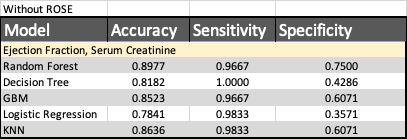 Without ROSE
Model Accuracy Sensitivity Specificity
Ejection Fraction, Serum Creatinine
Random Forest 0.8977 0.9667 0.7500
Decision Tree 0.8182 1.0000 0.4286
GBM 0.8523 0.9667 0.6071
Logistic Regression 0.7841 0.9833 0.3571
KNN 0.8636 0.9833 0.6071